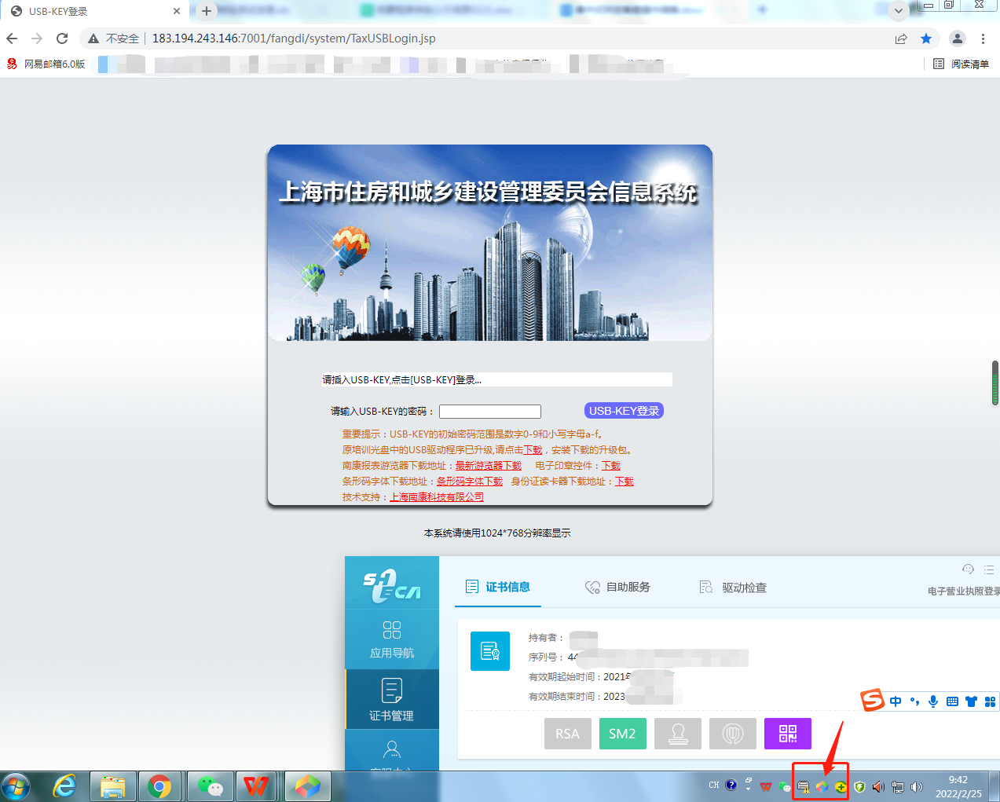 USB-KEY登录
不安全 183.194.243.146:7001/fangdi/system/TaxUSBLogin.jsp
网易邮箱6.0版
阅读清单
上海市住房和城乡建设管理委员会信息系统
请插入USB-KEY,点击[USB-KEY]登录...
请输入USB-KEY的密码：
USB-KEY登录
重要提示：USB-KEY的初始密码范围是数字0-9和小写字母a-f。
原培训光盘中的USB驱动程序已升级,请点击下载，安装下载的升级包。
南康报表游览器下载地址：最新游览器下载 电子印章控件：下载
条形码字体下载地址：条形码字体下载 身份证读卡器下载地址：下载
技术支持：上海南康科技有限公司
本系统请使用1024*768分辨率显示
SHECA
证书信息 自助服务 驱动检查
电子营业执照登录
应用导航
证书管理
持有者：
序列号：44
有效期起始时间：2021年
有效期结束时间：2023
RSA SM2
中
CH
9:42
2022/2/25